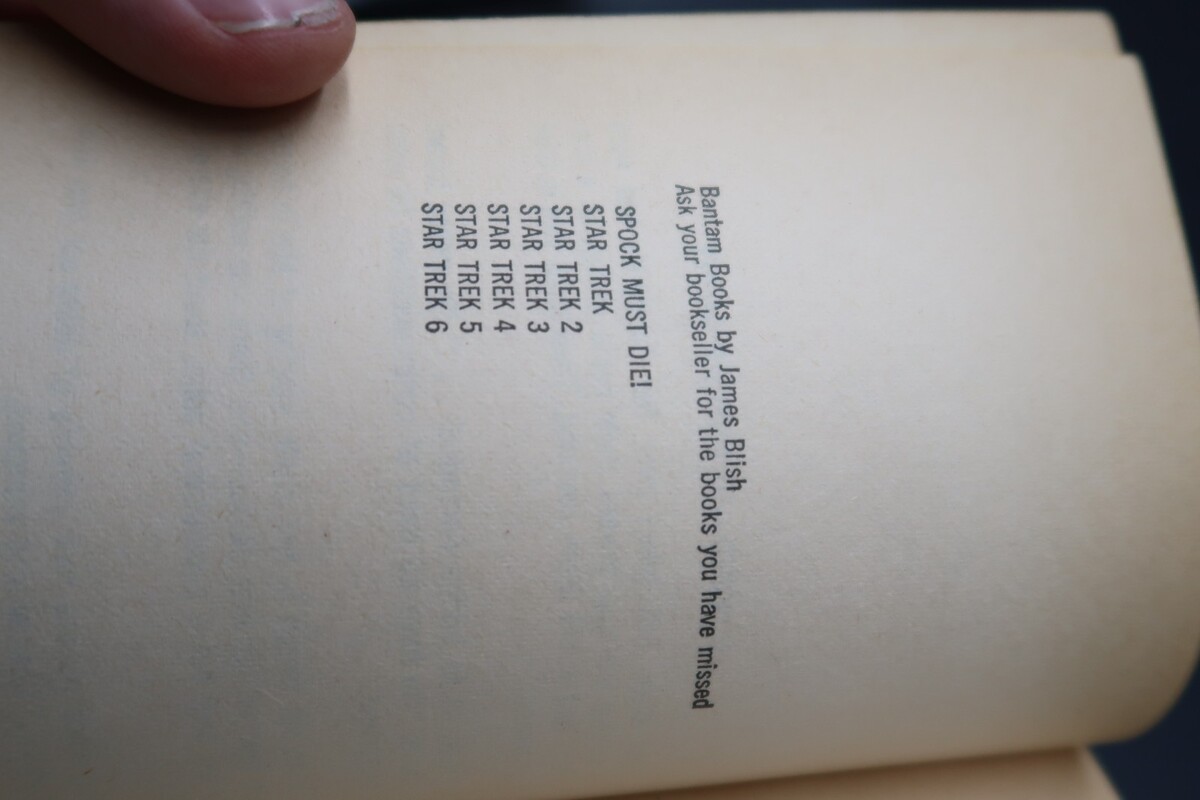 Bantam Books by James Blish
Ask your bookseller for the books you have missed
SPOCK MUST DIE!
STAR TREK
STAR TREK 2
STAR TREK 3
STAR TREK 4
STAR TREK 5
STAR TREK 6